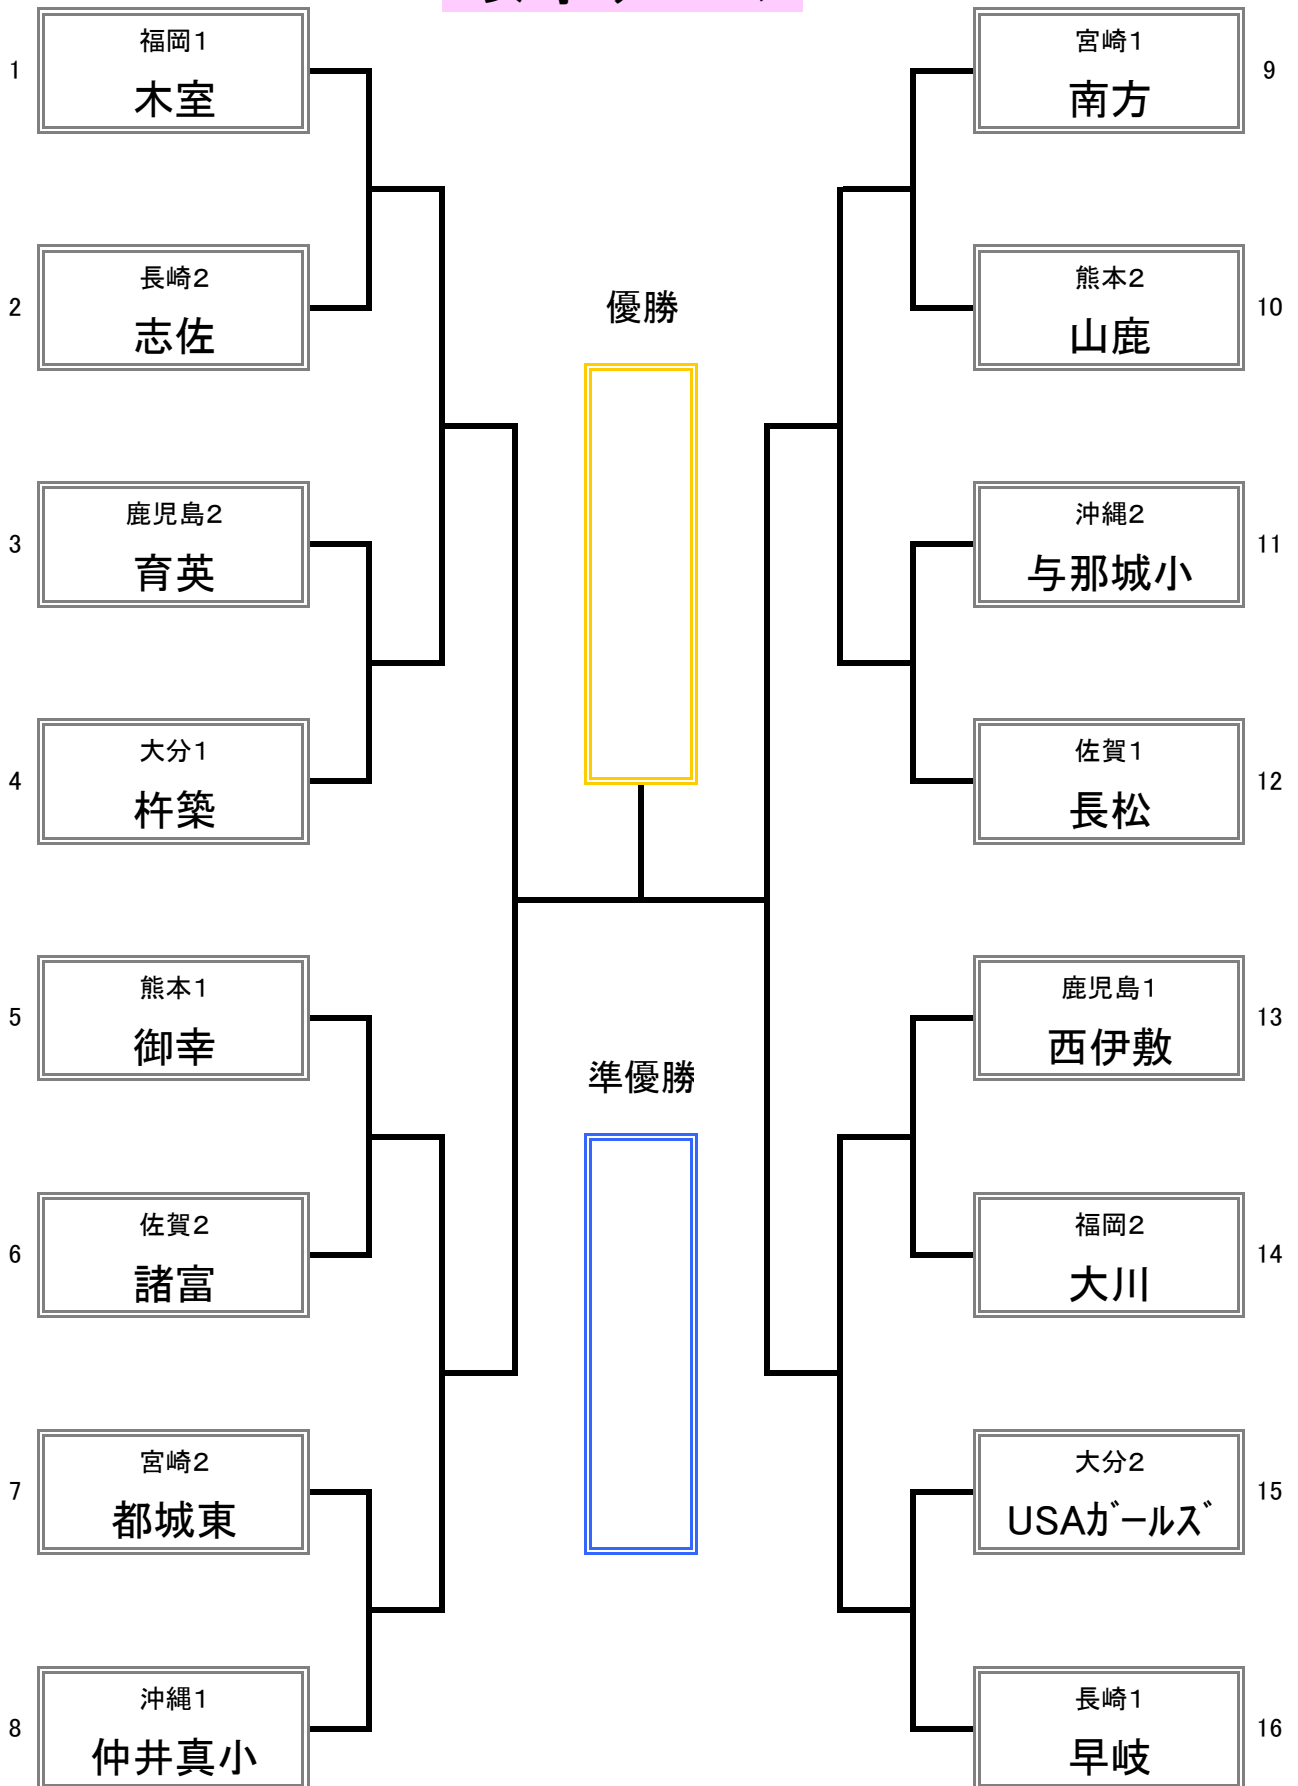 1
福岡1
木室
2
長崎2
志佐
3
鹿児島2
育英
4
大分1
杵築
5
熊本1
御幸
6
佐賀2
諸富
7
宮崎2
都城東
8
沖縄1
仲井真小
優勝
準優勝
宮崎1
南方
9
熊本2
山鹿
10
沖縄2
与那城小
11
佐賀1
長松
12
鹿児島1
西伊敷
13
福岡2
大川
14
大分2
USAガールズ
15
長崎1
早岐
16